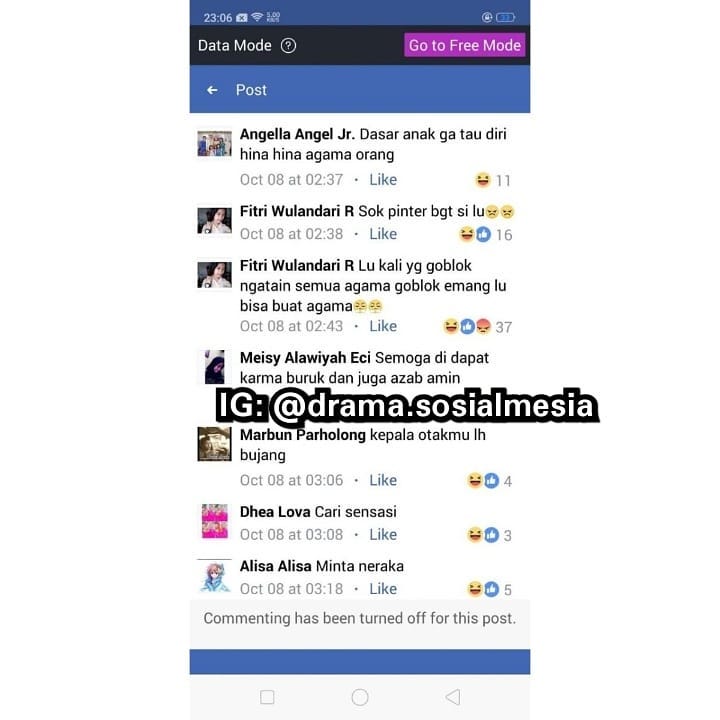 23:06 5.00 KB/S 33
Data Mode ? Go to Free Mode
Post
Angella Angel Jr. Dasar anak ga tau diri
hina hina agama orang
Oct 08 at 02:37 · Like 11
Fitri Wulandari R Sok pinter bgt si lu😠😠
Oct 08 at 02:38 · Like 16
Fitri Wulandari R Lu kali yg goblok
ngatain semua agama goblok emang lu
bisa buat agama😤😤
Oct 08 at 02:43 · Like 37
Meisy Alawiyah Eci Semoga di dapat
karma buruk dan juga azab amin
IG: @drama.sosialmesia
Marbun Parholong kepala otakmu lh
bujang
Oct 08 at 03:06 · Like 4
Dhea Lova Cari sensasi
Oct 08 at 03:08 · Like 3
Alisa Alisa Minta neraka
Oct 08 at 03:18 · Like 5
Commenting has been turned off for this post.